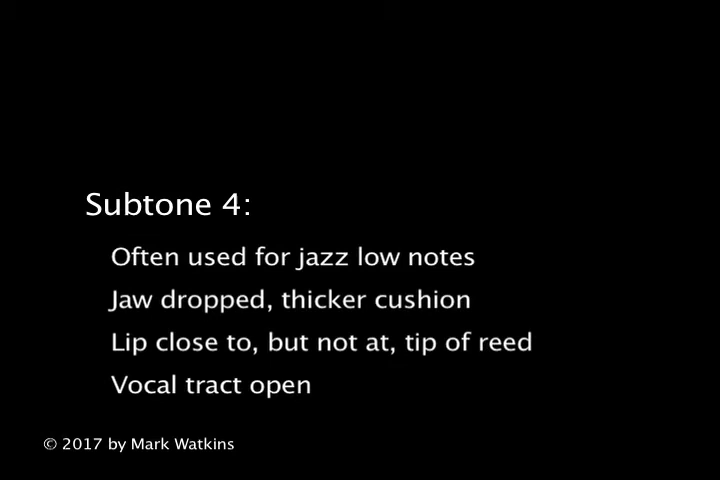 Subtone 4:
Often used for jazz low notes
Jaw dropped, thicker cushion
Lip close to, but not at, tip of reed
Vocal tract open
© 2017 by Mark Watkins